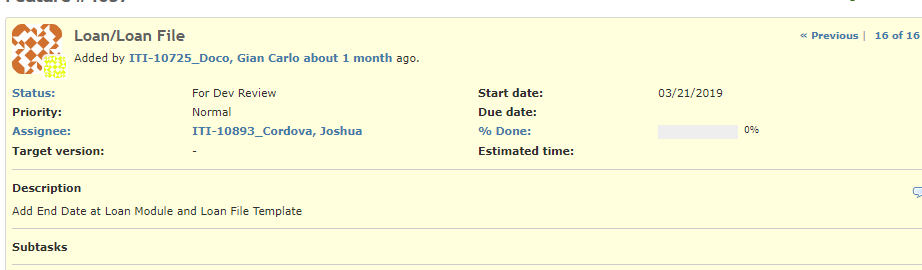 Loan/Loan File
« Previous | 16 of 16
Added by ITI-10725_Doco, Gian Carlo about 1 month ago.
Status: For Dev Review Start date: 03/21/2019
Priority: Normal Due date:
Assignee: ITI-10893_Cordova, Joshua % Done: 0%
Target version: - Estimated time:
Description
Add End Date at Loan Module and Loan File Template
Subtasks